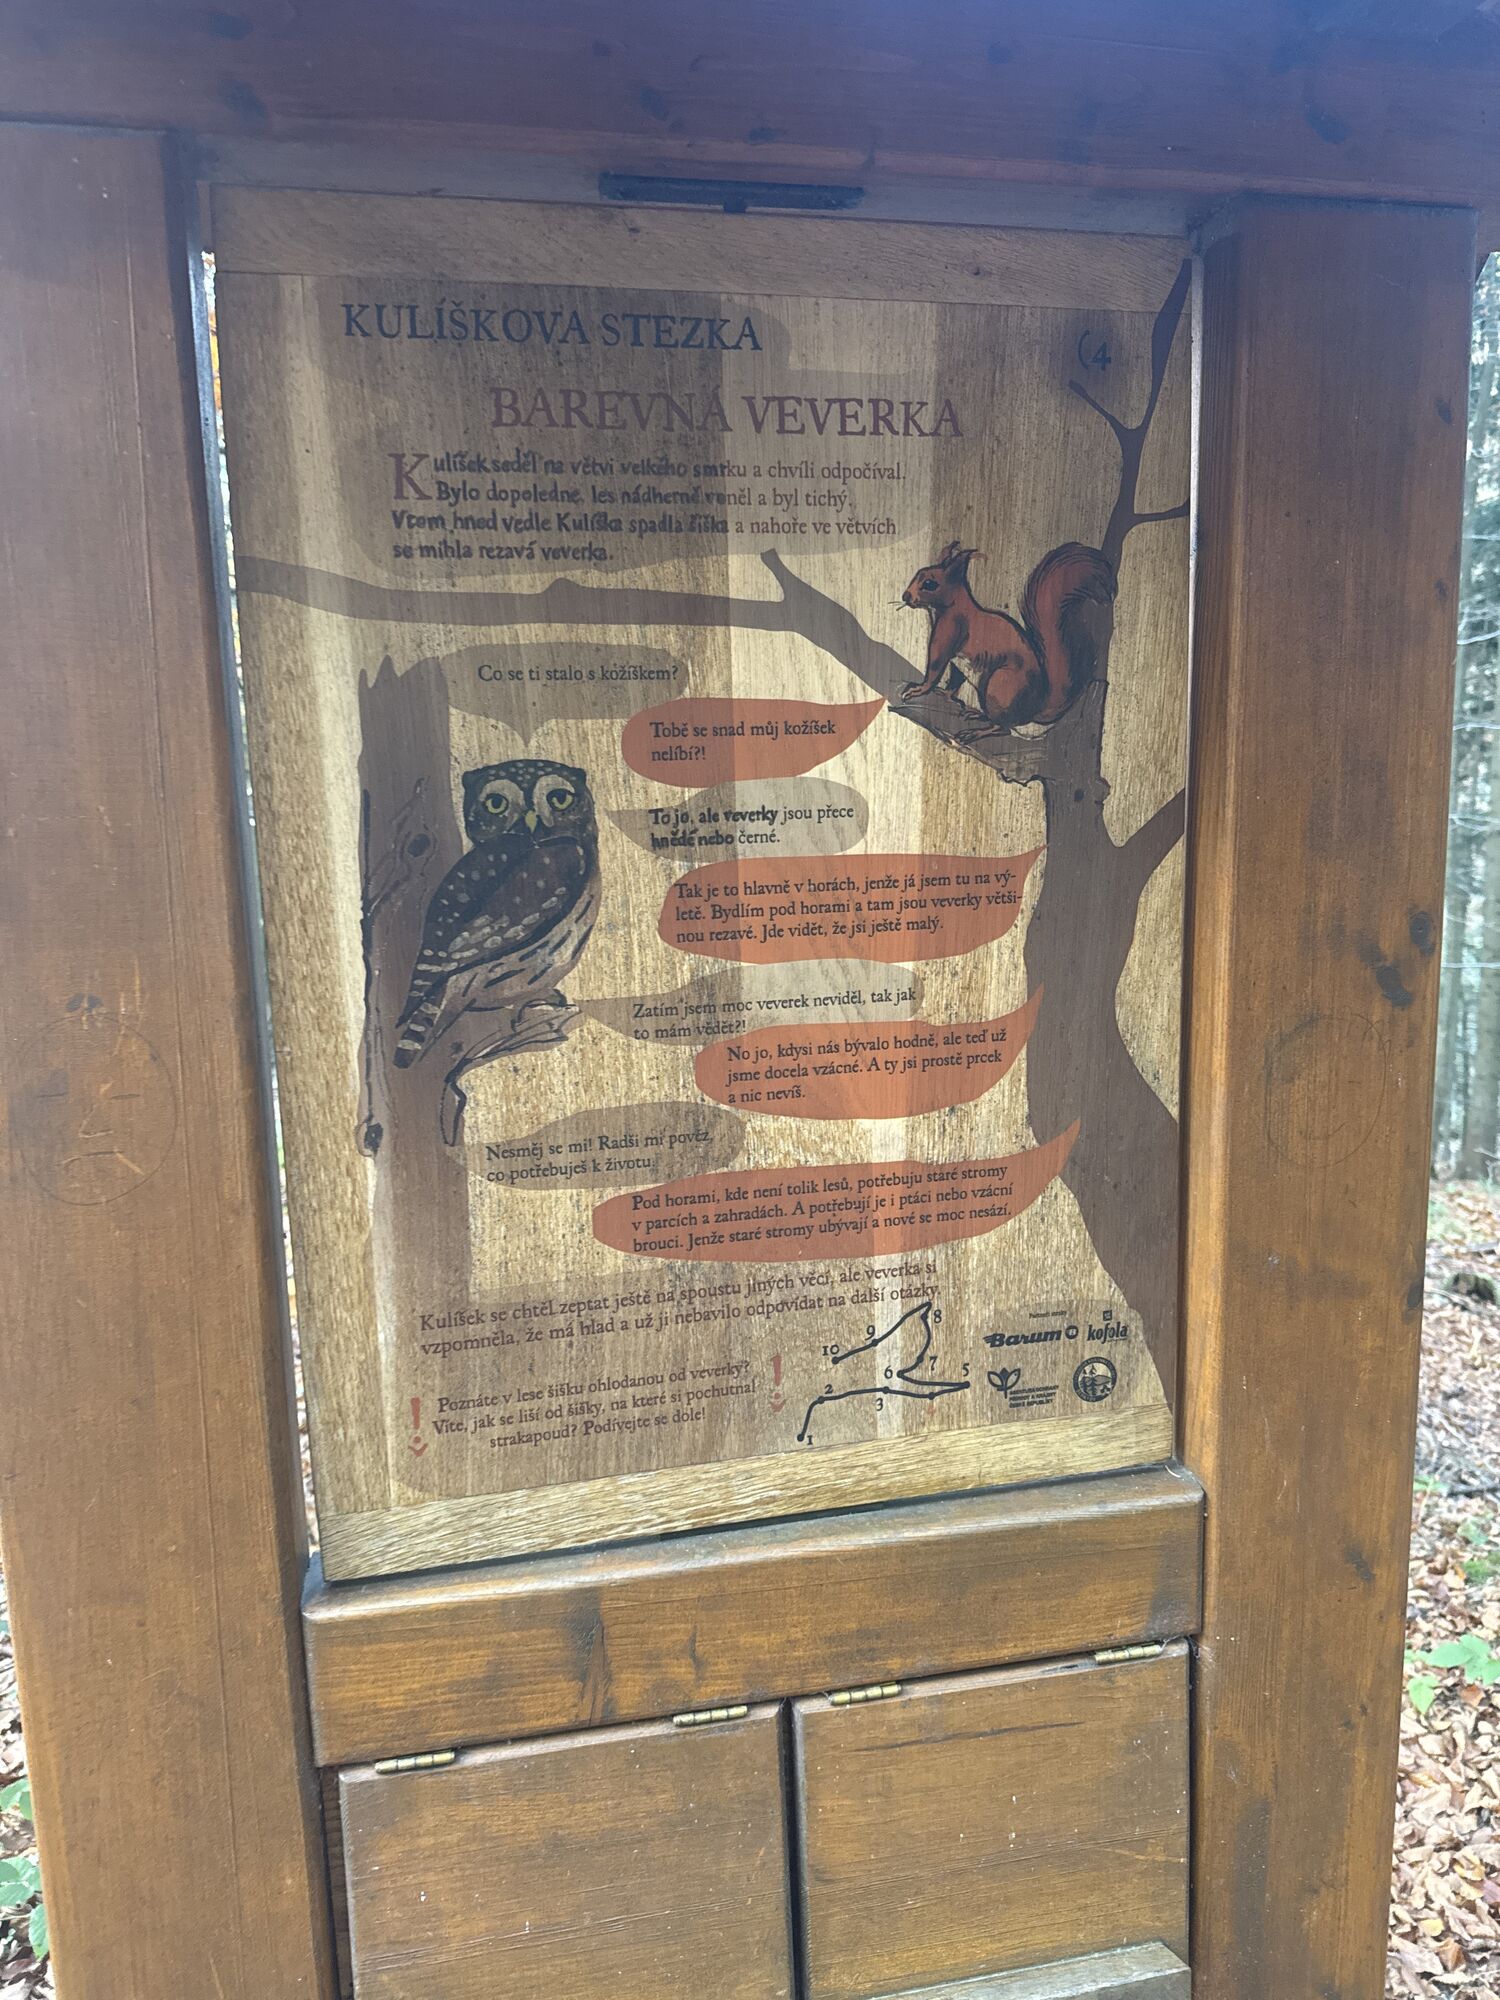 KULÍŠKOVA STEZKA
4
BAREVNÁ VEVERKA
Kulíšek seděl na větvi velkého smrku a chvíli odpočíval.
Bylo dopoledne, les nádherně voněl a byl tichý.
Vtom hned vedle Kulíška spadla šiška a nahoře ve větvích
se mihla rezavá veverka.
Co se ti stalo s kožíškem?
Tobě se snad můj kožíšek
nelíbí?!
To jo, ale veverky jsou přece
hnědé nebo černé.
Tak je to hlavně v horách, jenže já jsem tu na vý-
letě. Bydlím pod horami a tam jsou veverky větši-
nou rezavé. Jde vidět, že jsi ještě malý.
Zatím jsem moc veverek neviděl, tak jak
to mám vědět?!
No jo, kdysi nás bývalo hodně, ale teď už
jsme docela vzácné. A ty jsi prostě prcek
a nic nevíš.
Nesměj se mi! Radši mi pověz,
co potřebuješ k životu.
Pod horami, kde není tolik lesů, potřebuju staré stromy
v parcích a zahradách. A potřebují je i ptáci nebo vzácní
brouci. Jenže staré stromy ubývají a nové se moc nesází.
Kulíšek se chtěl zeptat ještě na spoustu jiných věcí, ale veverka si
vzpomněla, že má hlad a už ji nebavilo odpovídat na další otázky.
Poznáte v lese šišku ohlodanou od veverky?
Víte, jak se liší od šišky, na které si pochutnal
strakapoud? Podívejte se dole!
1
2
3
5
6
7
8
9
10
Barum
kofola
AGENTURA OCHRANY
PŘÍRODY A KRAJINY
ČESKÉ REPUBLIKY